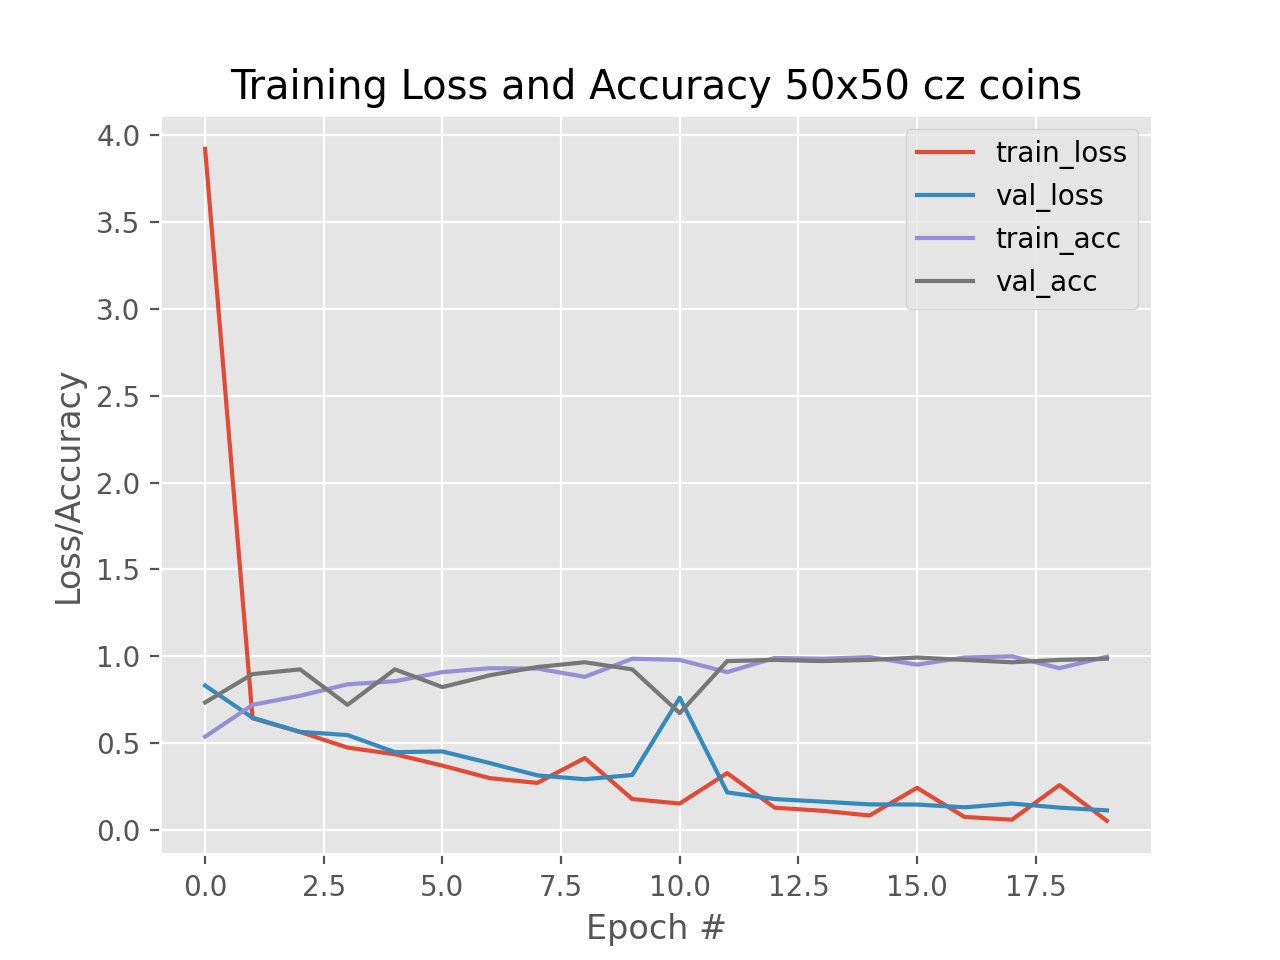 Training Loss and Accuracy 50x50 cz coins
4.0
3.5
3.0
2.5
2.0
1.5
1.0
0.5
0.0
Loss/Accuracy
train_loss
val_loss
train_acc
val_acc
0.0 2.5 5.0 7.5 10.0 12.5 15.0 17.5
Epoch #